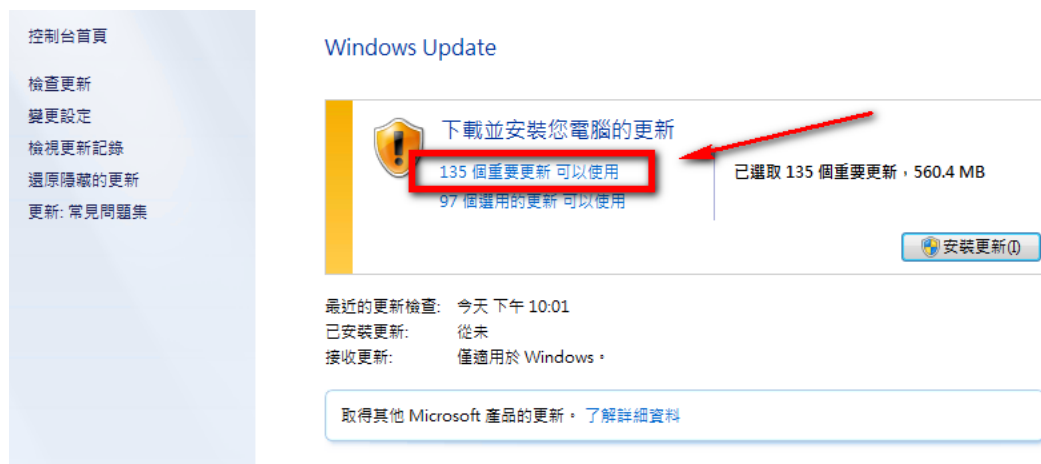 控制台首頁
檢查更新
變更設定
檢視更新記錄
還原隱藏的更新
更新: 常見問題集
Windows Update
下載並安裝您電腦的更新
135 個重要更新 可以使用
97 個選用的更新 可以使用
已選取 135 個重要更新，560.4 MB
安裝更新(I)
最近的更新檢查: 今天 下午 10:01
已安裝更新: 從未
接收更新: 僅適用於 Windows。
取得其他 Microsoft 產品的更新。 了解詳細資料